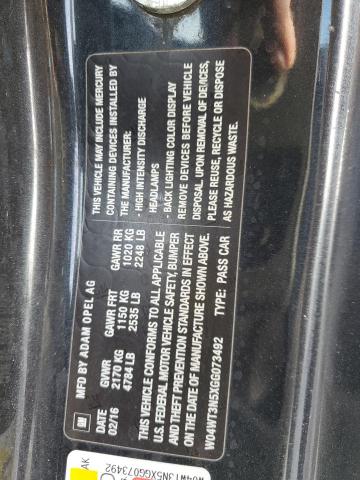 MFD BY ADAM OPEL AG
GM
DATE GVWR GAWR FRT GAWR RR
02/16 2170 KG 1150 KG 1020 KG
4784 LB 2535 LB 2248 LB
THIS VEHICLE CONFORMS TO ALL APPLICABLE
U.S. FEDERAL MOTOR VEHICLE SAFETY, BUMPER
AND THEFT PREVENTION STANDARDS IN EFFECT
ON THE DATE OF MANUFACTURE SHOWN ABOVE.
W04WT3N5XGG073492 TYPE: PASS CAR
THIS VEHICLE MAY INCLUDE MERCURY
CONTAINING DEVICES INSTALLED BY
THE MANUFACTURER:
- HIGH INTENSITY DISCHARGE
HEADLAMPS
- BACK LIGHTING COLOR DISPLAY
REMOVE DEVICES BEFORE VEHICLE
DISPOSAL. UPON REMOVAL OF DEVICES,
PLEASE REUSE, RECYCLE OR DISPOSE
AS HAZARDOUS WASTE.
AK
W04WT3N5XGG073492